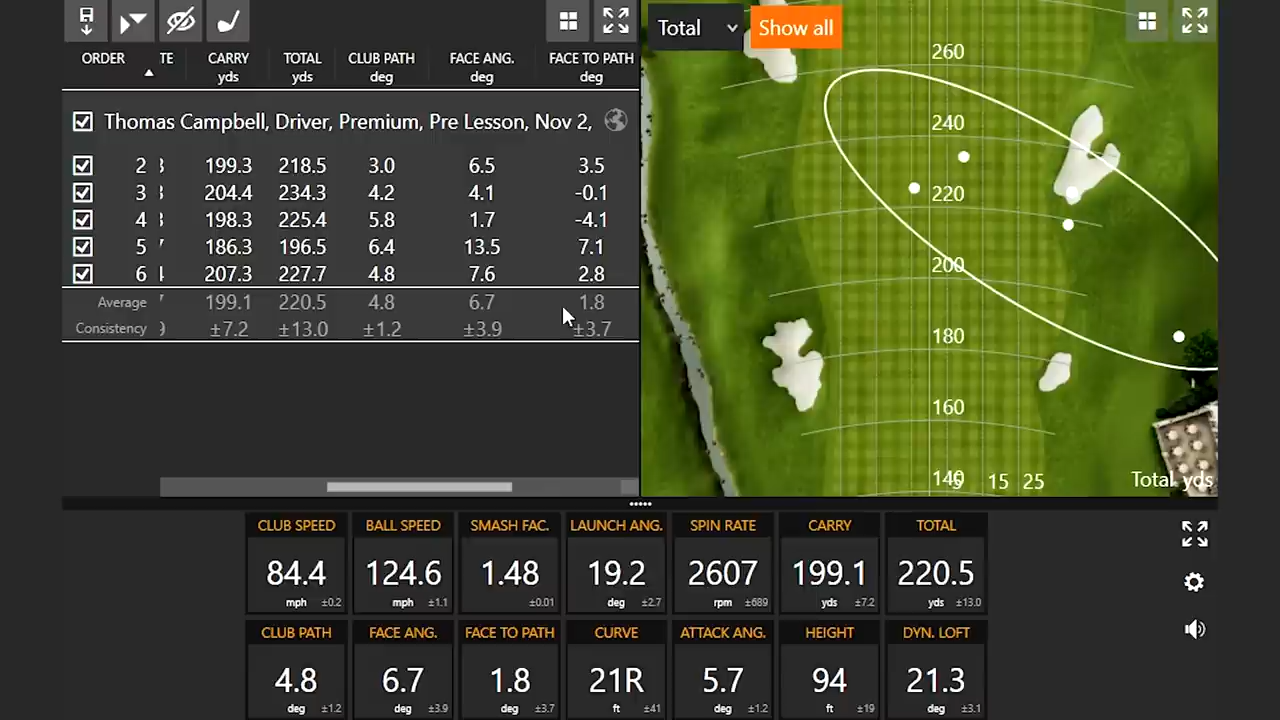 Total Show all
ORDER TE CARRY TOTAL CLUB PATH FACE ANG. FACE TO PATH
yds yds deg deg deg
Thomas Campbell, Driver, Premium, Pre Lesson, Nov 2,
2 199.3 218.5 3.0 6.5 3.5
3 204.4 234.3 4.2 4.1 -0.1
4 198.3 225.4 5.8 1.7 -4.1
5 186.3 196.5 6.4 13.5 7.1
6 207.3 227.7 4.8 7.6 2.8
Average 199.1 220.5 4.8 6.7 1.8
Consistency ±7.2 ±13.0 ±1.2 ±3.9 ±3.7
260
240
220
200
180
160
140
15 25 Total, yds
CLUB SPEED BALL SPEED SMASH FAC. LAUNCH ANG. SPIN RATE CARRY TOTAL
84.4 124.6 1.48 19.2 2607 199.1 220.5
mph ±0.2 mph ±1.1 ±0.01 deg ±2.7 rpm ±689 yds ±7.2 yds ±13.0
CLUB PATH FACE ANG. FACE TO PATH CURVE ATTACK ANG. HEIGHT DYN. LOFT
4.8 6.7 1.8 21R 5.7 94 21.3
deg ±1.2 deg ±3.9 deg ±3.7 ft ±41 deg ±1.2 ft ±19 deg ±3.1